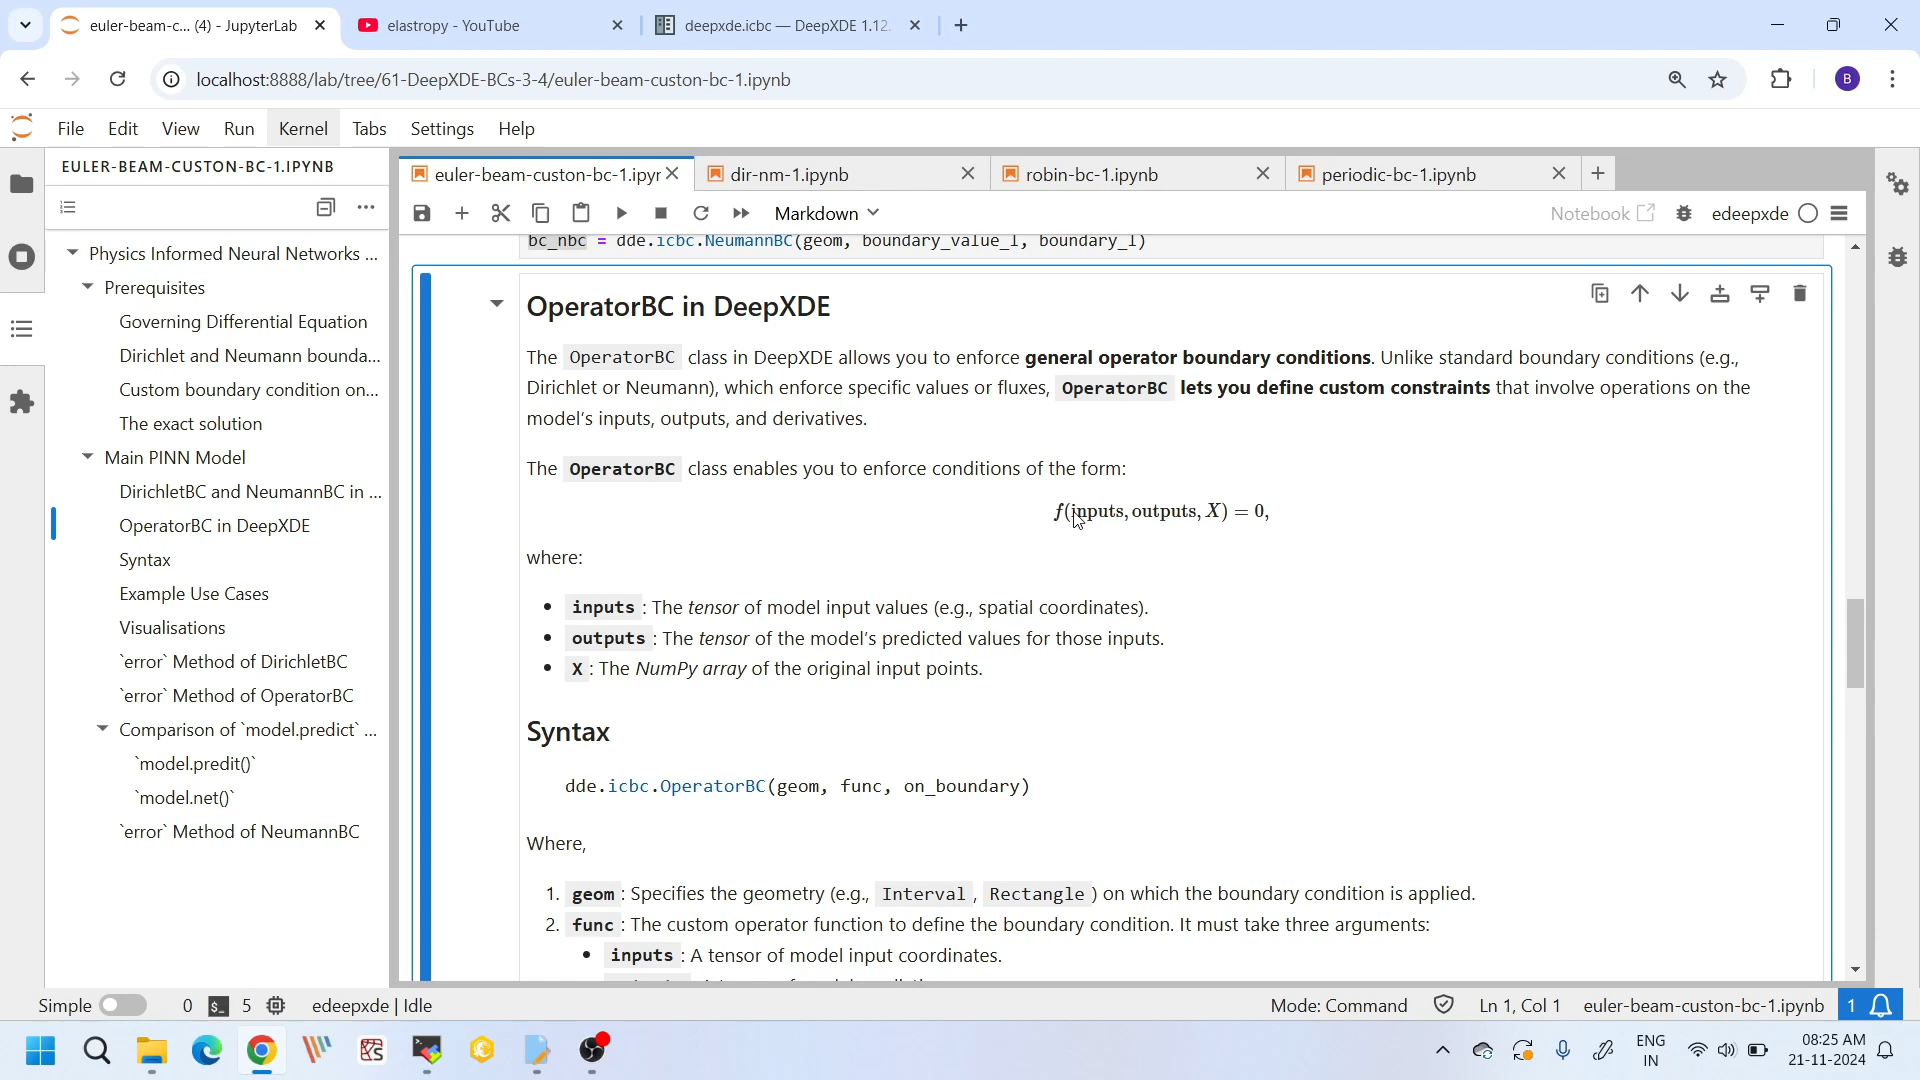 euler-beam-c... (4) - JupyterLab
elastropy - YouTube
deepxde.icbc — DeepXDE 1.12.
localhost:8888/lab/tree/61-DeepXDE-BCs-3-4/euler-beam-custon-bc-1.ipynb
B
File Edit View Run Kernel Tabs Settings Help
EULER-BEAM-CUSTON-BC-1.IPYNB
Physics Informed Neural Networks ...
Prerequisites
Governing Differential Equation
Dirichlet and Neumann bounda...
Custom boundary condition on...
The exact solution
Main PINN Model
DirichletBC and NeumannBC in ...
OperatorBC in DeepXDE
Syntax
Example Use Cases
Visualisations
`error` Method of DirichletBC
`error` Method of OperatorBC
Comparison of `model.predict` ...
`model.predit()`
`model.net()`
`error` Method of NeumannBC
euler-beam-custon-bc-1.ipyr
dir-nm-1.ipynb
robin-bc-1.ipynb
periodic-bc-1.ipynb
Markdown
Notebook
edeepxde
bc_nbc = dde.icbc.NeumannBC(geom, boundary_value_l, boundary_l)
OperatorBC in DeepXDE
The OperatorBC class in DeepXDE allows you to enforce general operator boundary conditions. Unlike standard boundary conditions (e.g.,
Dirichlet or Neumann), which enforce specific values or fluxes, OperatorBC lets you define custom constraints that involve operations on the
model's inputs, outputs, and derivatives.
The OperatorBC class enables you to enforce conditions of the form:
f(inputs, outputs, X) = 0,
where:
• inputs : The tensor of model input values (e.g., spatial coordinates).
• outputs : The tensor of the model's predicted values for those inputs.
• X : The NumPy array of the original input points.
Syntax
dde.icbc.OperatorBC(geom, func, on_boundary)
Where,
1. geom : Specifies the geometry (e.g., Interval , Rectangle ) on which the boundary condition is applied.
2. func : The custom operator function to define the boundary condition. It must take three arguments:
• inputs : A tensor of model input coordinates.
Simple
0
5
edeepxde | Idle
Mode: Command
Ln 1, Col 1
euler-beam-custon-bc-1.ipynb
1
ENG
IN
08:25 AM
21-11-2024